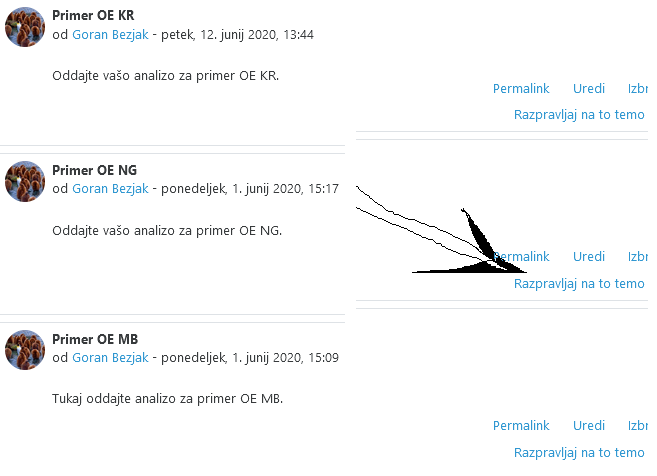 Primer OE KR
od Goran Bezjak - petek, 12. junij 2020, 13:44
Oddajte vašo analizo za primer OE KR.
Permalink Uredi Izbr
Razpravljaj na to temo
Primer OE NG
od Goran Bezjak - ponedeljek, 1. junij 2020, 15:17
Oddajte vašo analizo za primer OE NG.
Permalink Uredi Izbr
Razpravljaj na to temo
Primer OE MB
od Goran Bezjak - ponedeljek, 1. junij 2020, 15:09
Tukaj oddajte analizo za primer OE MB.
Permalink Uredi Izbr
Razpravljaj na to temo